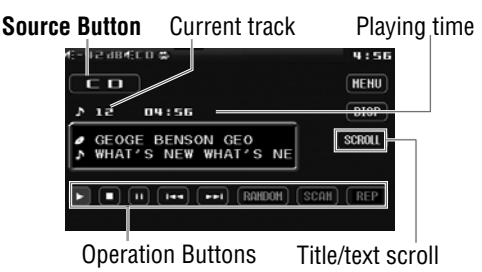 Source Button Current track Playing time
4:56
CD MENU
12 04:56 DISP
GEOGE BENSON GEO SCROLL
WHAT'S NEW WHAT'S NE
RANDOM SCAN REP
Operation Buttons Title/text scroll